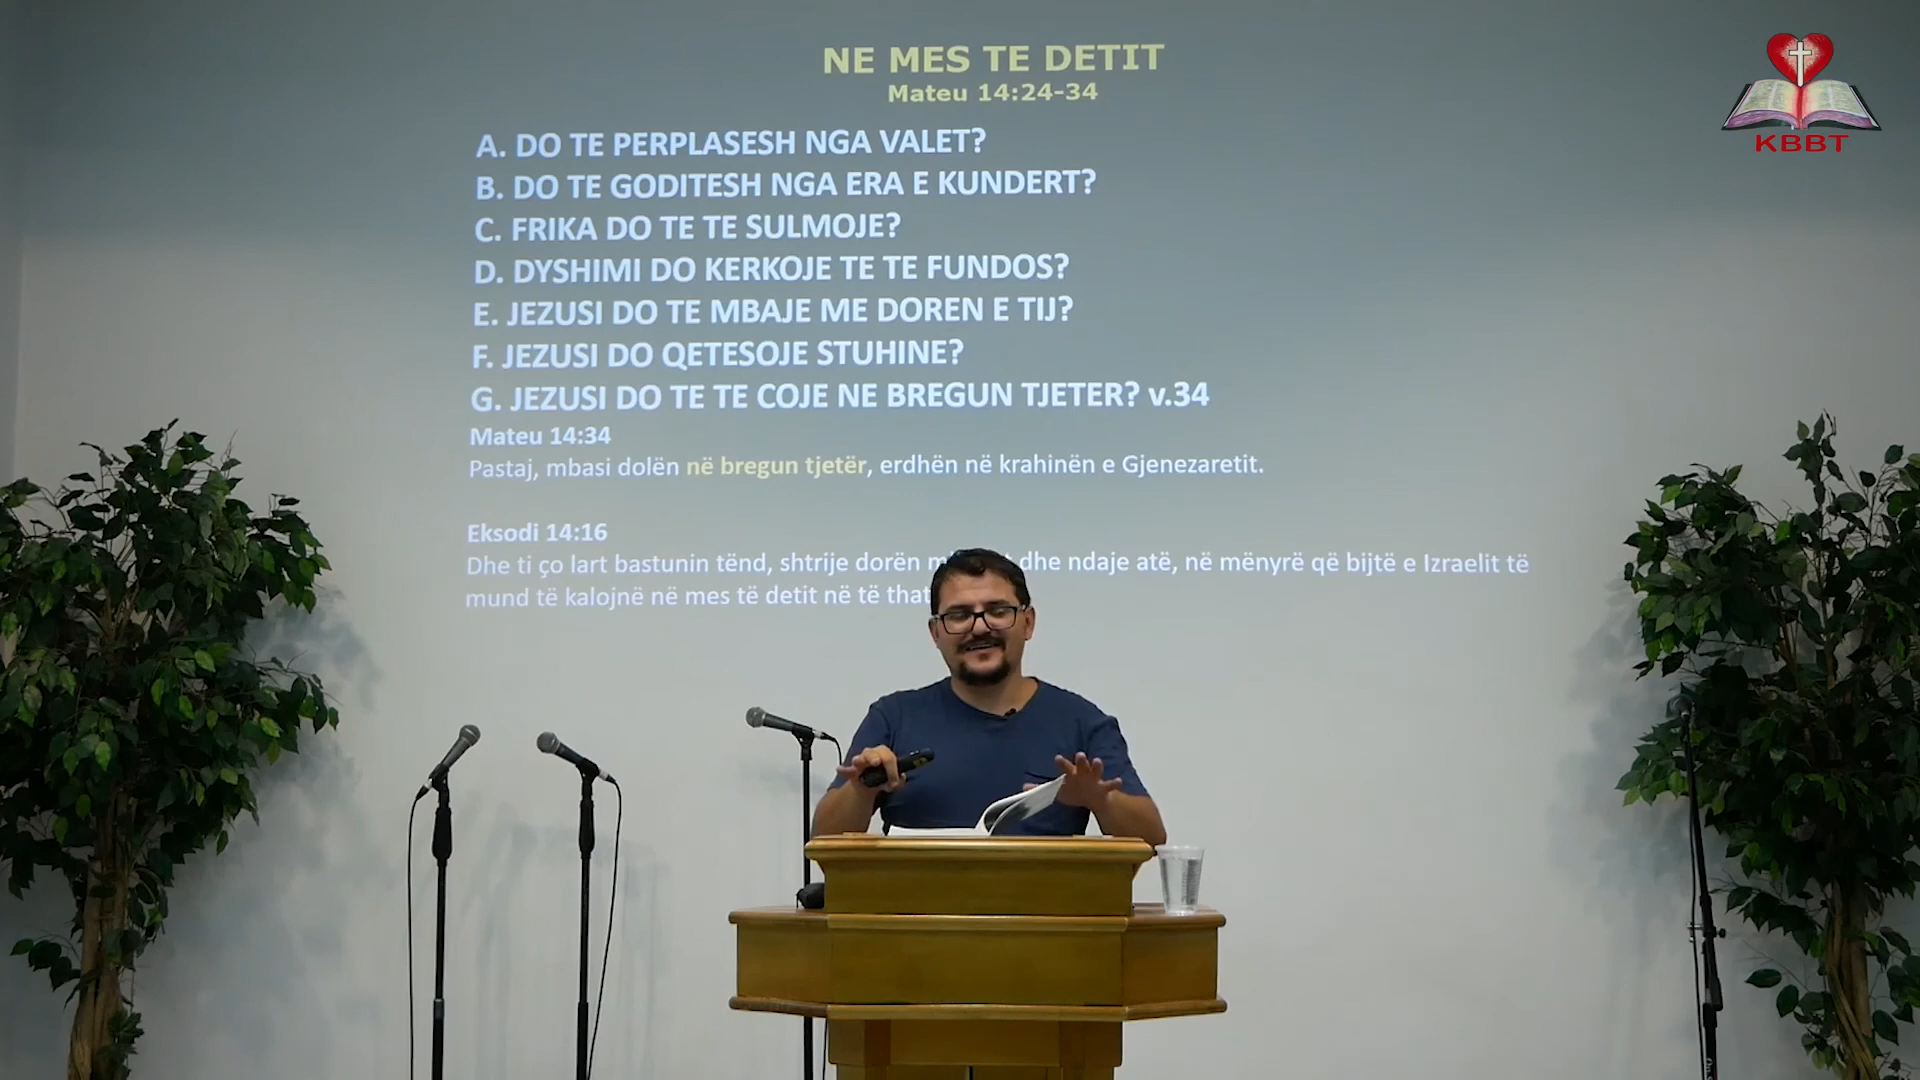 NE MES TE DETIT
Mateu 14:24-34
KBBT
A. DO TE PERPLASESH NGA VALET?
B. DO TE GODITESH NGA ERA E KUNDERT?
C. FRIKA DO TE TE SULMOJE?
D. DYSHIMI DO KERKOJE TE TE FUNDOS?
E. JEZUSI DO TE MBAJE ME DOREN E TIJ?
F. JEZUSI DO QETESOJE STUHINE?
G. JEZUSI DO TE TE COJE NE BREGUN TJETER? v.34
Mateu 14:34
Pastaj, mbasi dolën në bregun tjetër, erdhën në krahinën e Gjenezaretit.
Eksodi 14:16
Dhe ti ço lart bastunin tënd, shtrije dorën dhe ndaje atë, në mënyrë që bijtë e Izraelit të
mund të kalojnë në mes të detit në të